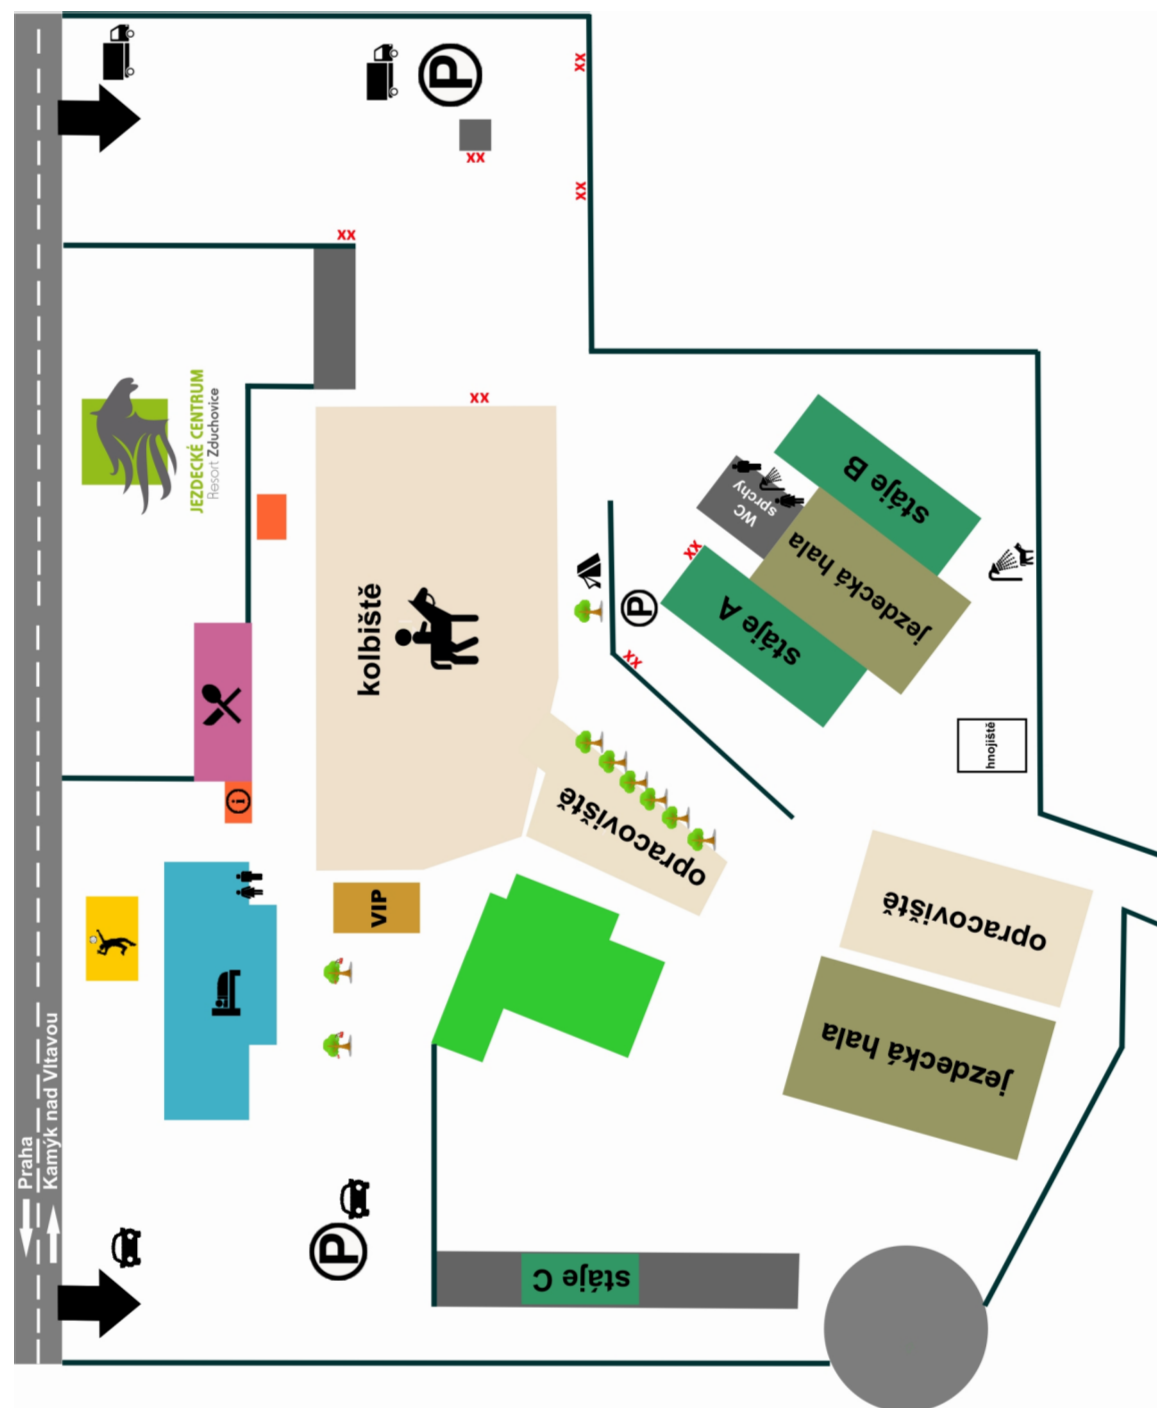 xx
P
xx
xx
xx
xx
JEZDECKÉ CENTRUM
Resort Zduchovice
stáje B
WC
sprchy
jezdecká hala
xx
stáje A
kolbiště
P
xx
hnojiště
i
opracoviště
VIP
opracoviště
jezdecká hala
Praha
Kamýk nad Vltavou
P
stáje C